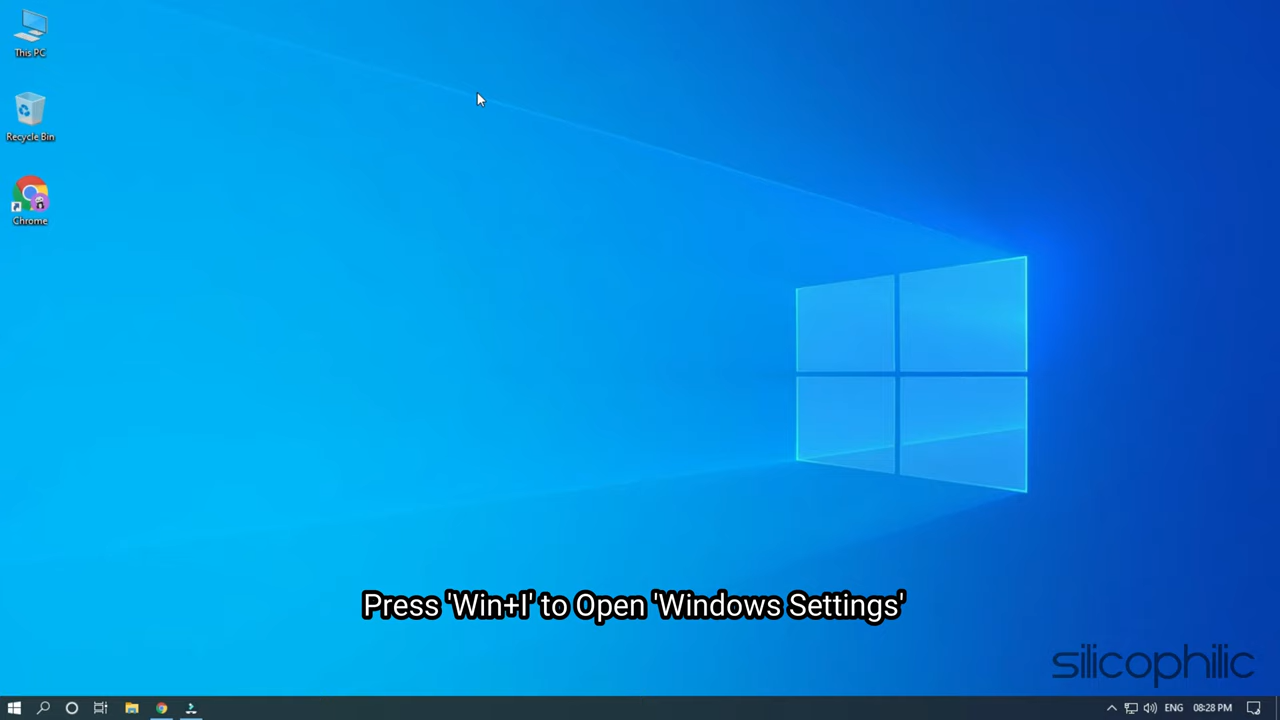 This PC
Recycle Bin
Chrome
Press 'Win+I' to Open 'Windows Settings'
silicophilic
ENG
08:28 PM